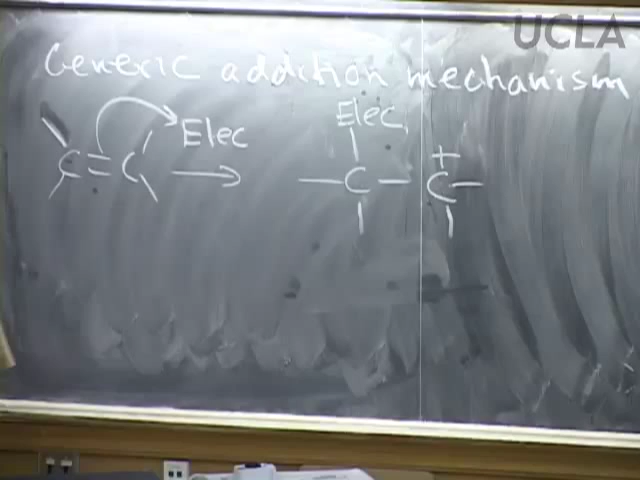 UCLA
Generic addition mechanism
Elec Elec
C = C → — C — C⁺ —